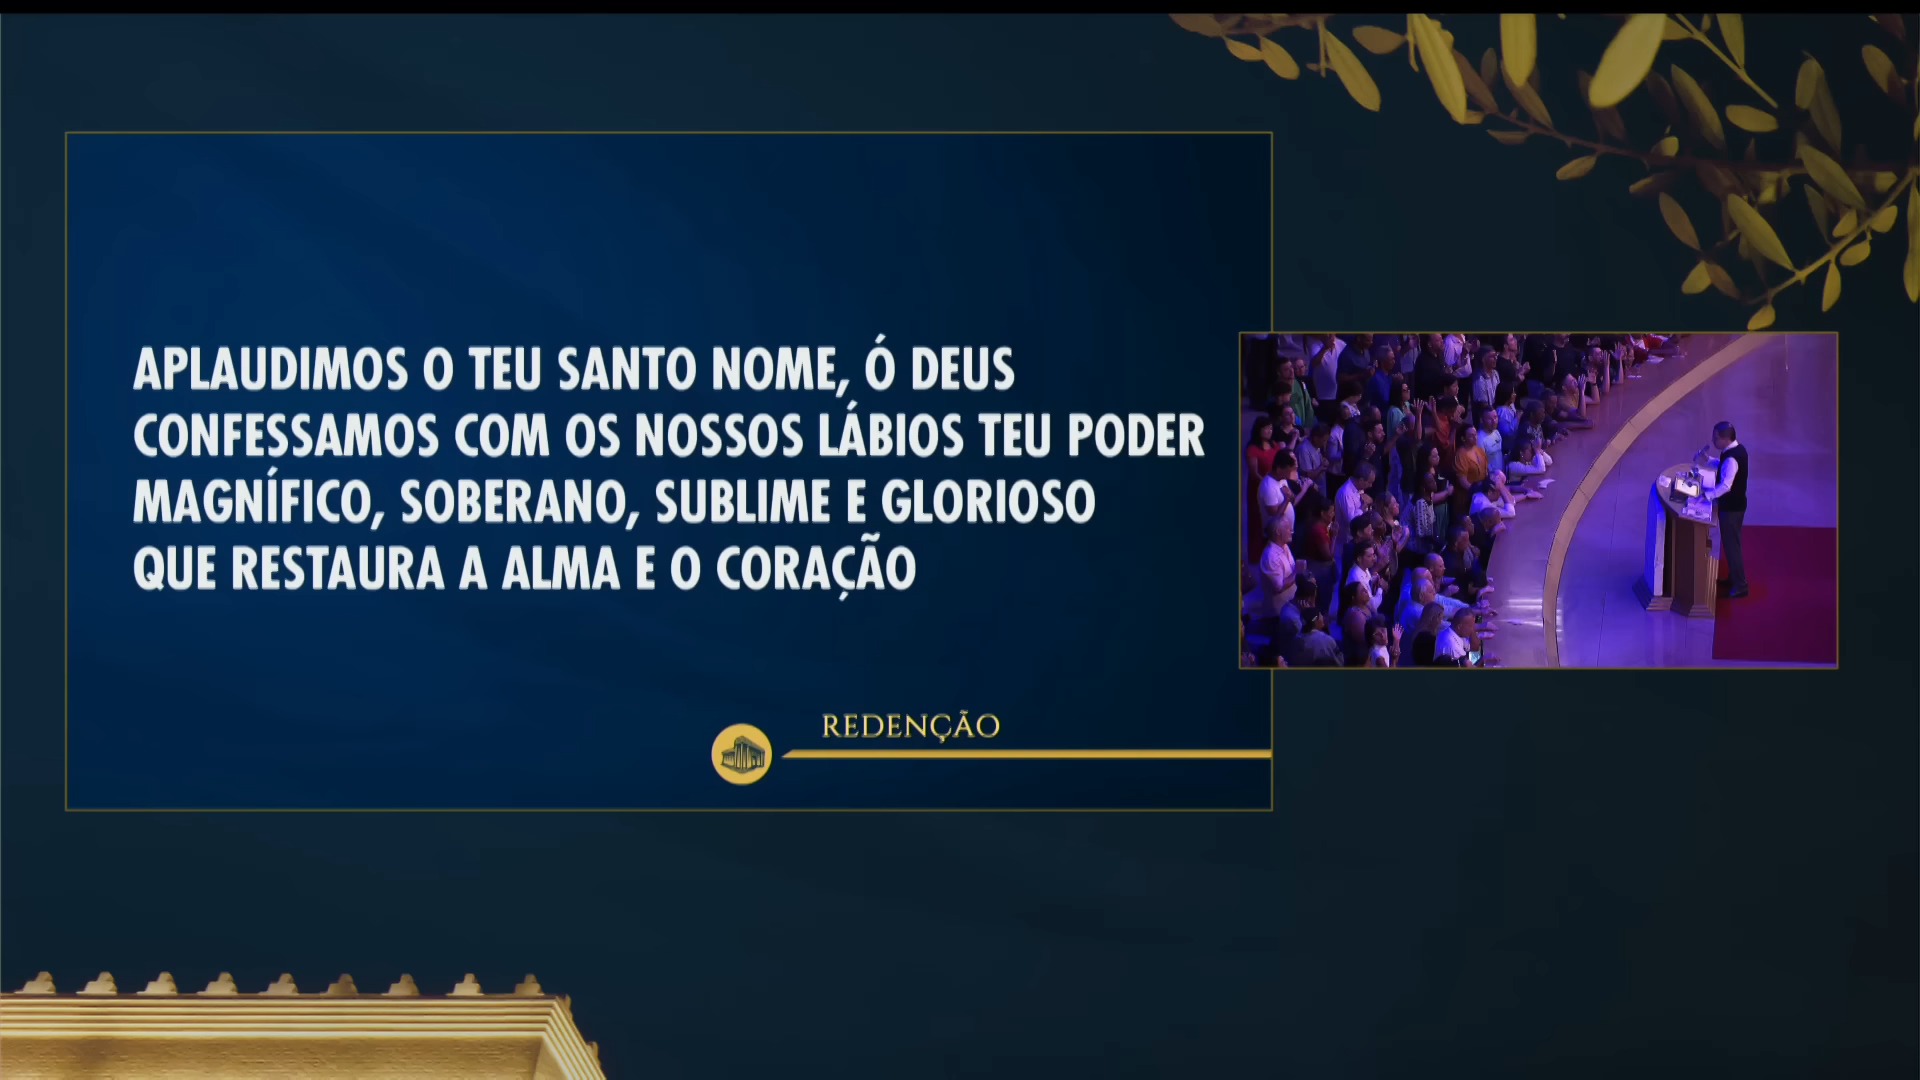 APLAUDIMOS O TEU SANTO NOME, Ó DEUS
CONFESSAMOS COM OS NOSSOS LÁBIOS TEU PODER
MAGNÍFICO, SOBERANO, SUBLIME E GLORIOSO
QUE RESTAURA A ALMA E O CORAÇÃO
REDENÇÃO